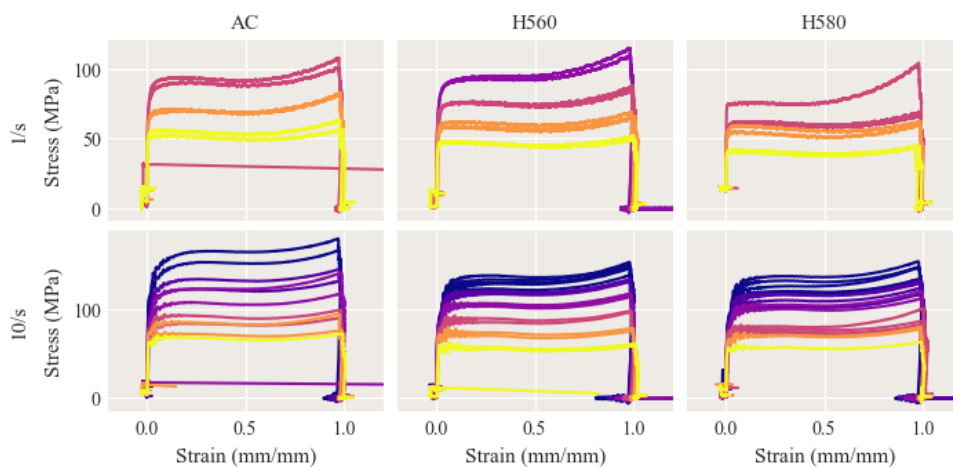 AC H560 H580
1/s
Stress (MPa)
100
50
0
10/s
Stress (MPa)
100
0
0.0 0.5 1.0 0.0 0.5 1.0 0.0 0.5 1.0
Strain (mm/mm) Strain (mm/mm) Strain (mm/mm)